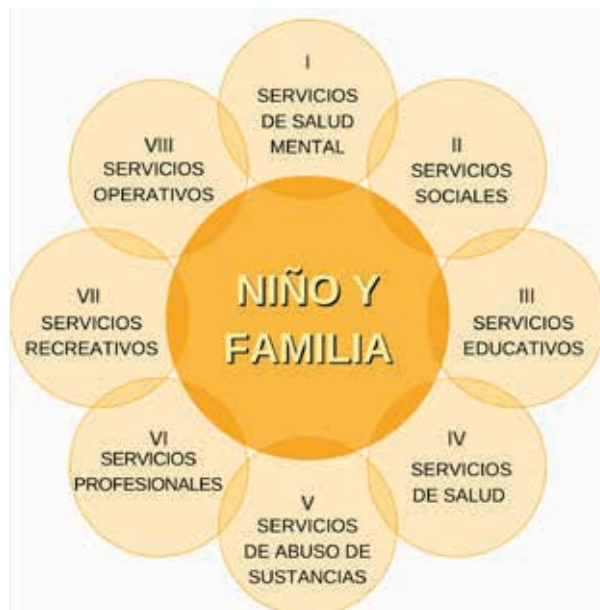 I
SERVICIOS
DE SALUD
MENTAL
II
SERVICIOS
SOCIALES
III
SERVICIOS
EDUCATIVOS
IV
SERVICIOS
DE SALUD
V
SERVICIOS
DE ABUSO DE
SUSTANCIAS
VI
SERVICIOS
PROFESIONALES
VII
SERVICIOS
RECREATIVOS
VIII
SERVICIOS
OPERATIVOS
NIÑO Y
FAMILIA